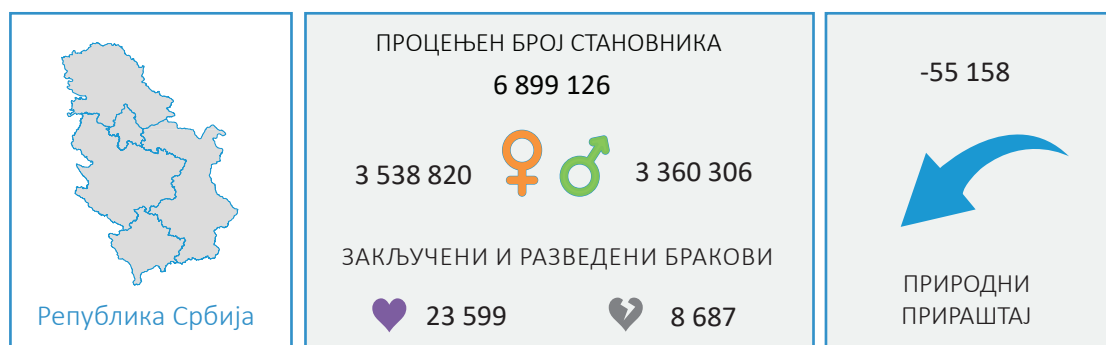 Република Србија
ПРОЦЕЊЕН БРОЈ СТАНОВНИКА
6 899 126
3 538 820
3 360 306
ЗАКЉУЧЕНИ И РАЗВЕДЕНИ БРАКОВИ
23 599
8 687
-55 158
ПРИРОДНИ
ПРИРАШТАЈ